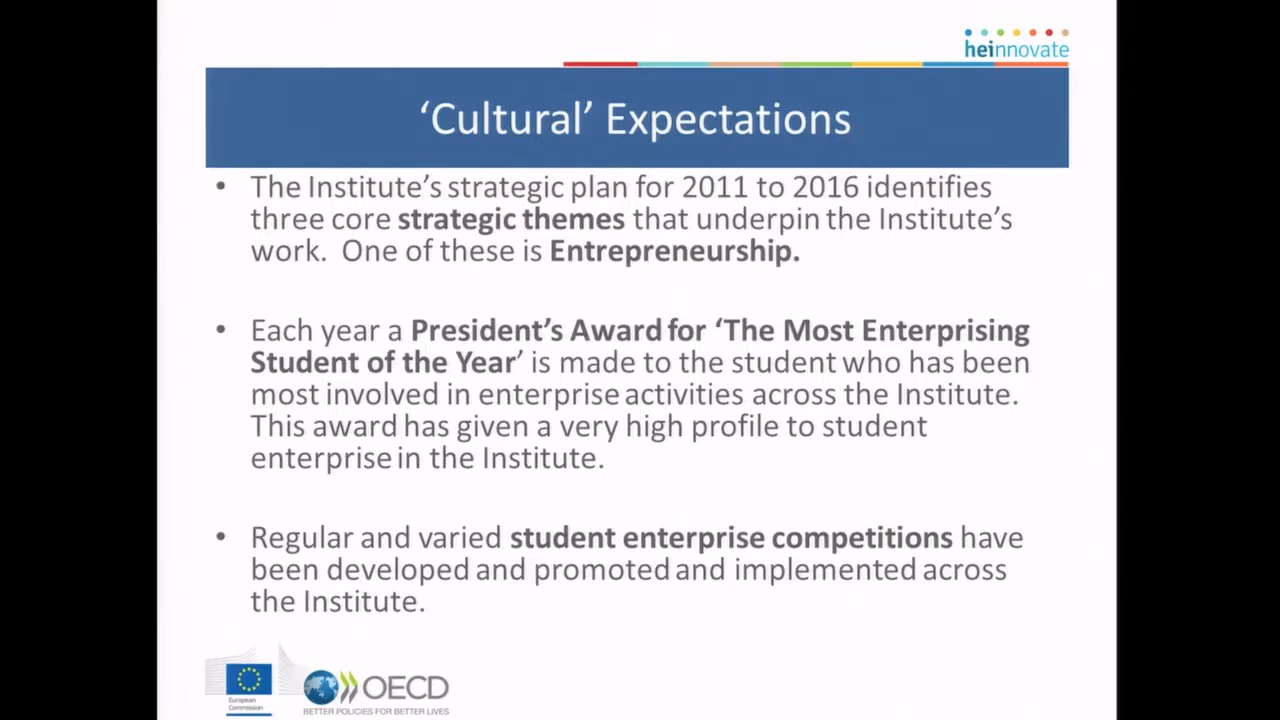 heinnovate
‘Cultural’ Expectations
• The Institute’s strategic plan for 2011 to 2016 identifies
three core strategic themes that underpin the Institute’s
work. One of these is Entrepreneurship.
• Each year a President’s Award for ‘The Most Enterprising
Student of the Year’ is made to the student who has been
most involved in enterprise activities across the Institute.
This award has given a very high profile to student
enterprise in the Institute.
• Regular and varied student enterprise competitions have
been developed and promoted and implemented across
the Institute.
European
Commission
OECD
BETTER POLICIES FOR BETTER LIVES